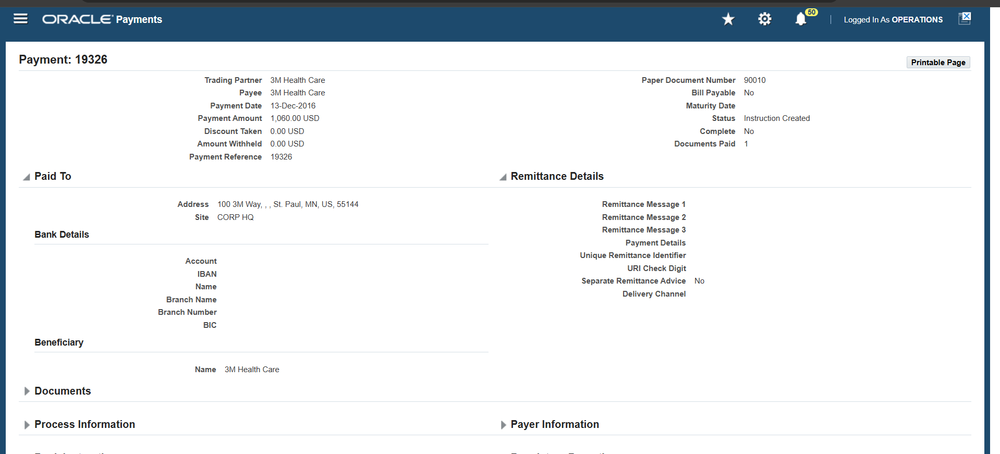 ORACLE Payments
50
Logged In As OPERATIONS
Payment: 19326
Printable Page
Trading Partner 3M Health Care
Payee 3M Health Care
Payment Date 13-Dec-2016
Payment Amount 1,060.00 USD
Discount Taken 0.00 USD
Amount Withheld 0.00 USD
Payment Reference 19326
Paper Document Number 90010
Bill Payable No
Maturity Date
Status Instruction Created
Complete No
Documents Paid 1
Paid To
Address 100 3M Way, , , St. Paul, MN, US, 55144
Site CORP HQ
Bank Details
Account
IBAN
Name
Branch Name
Branch Number
BIC
Beneficiary
Name 3M Health Care
Remittance Details
Remittance Message 1
Remittance Message 2
Remittance Message 3
Payment Details
Unique Remittance Identifier
URI Check Digit
Separate Remittance Advice No
Delivery Channel
Documents
Process Information
Payer Information